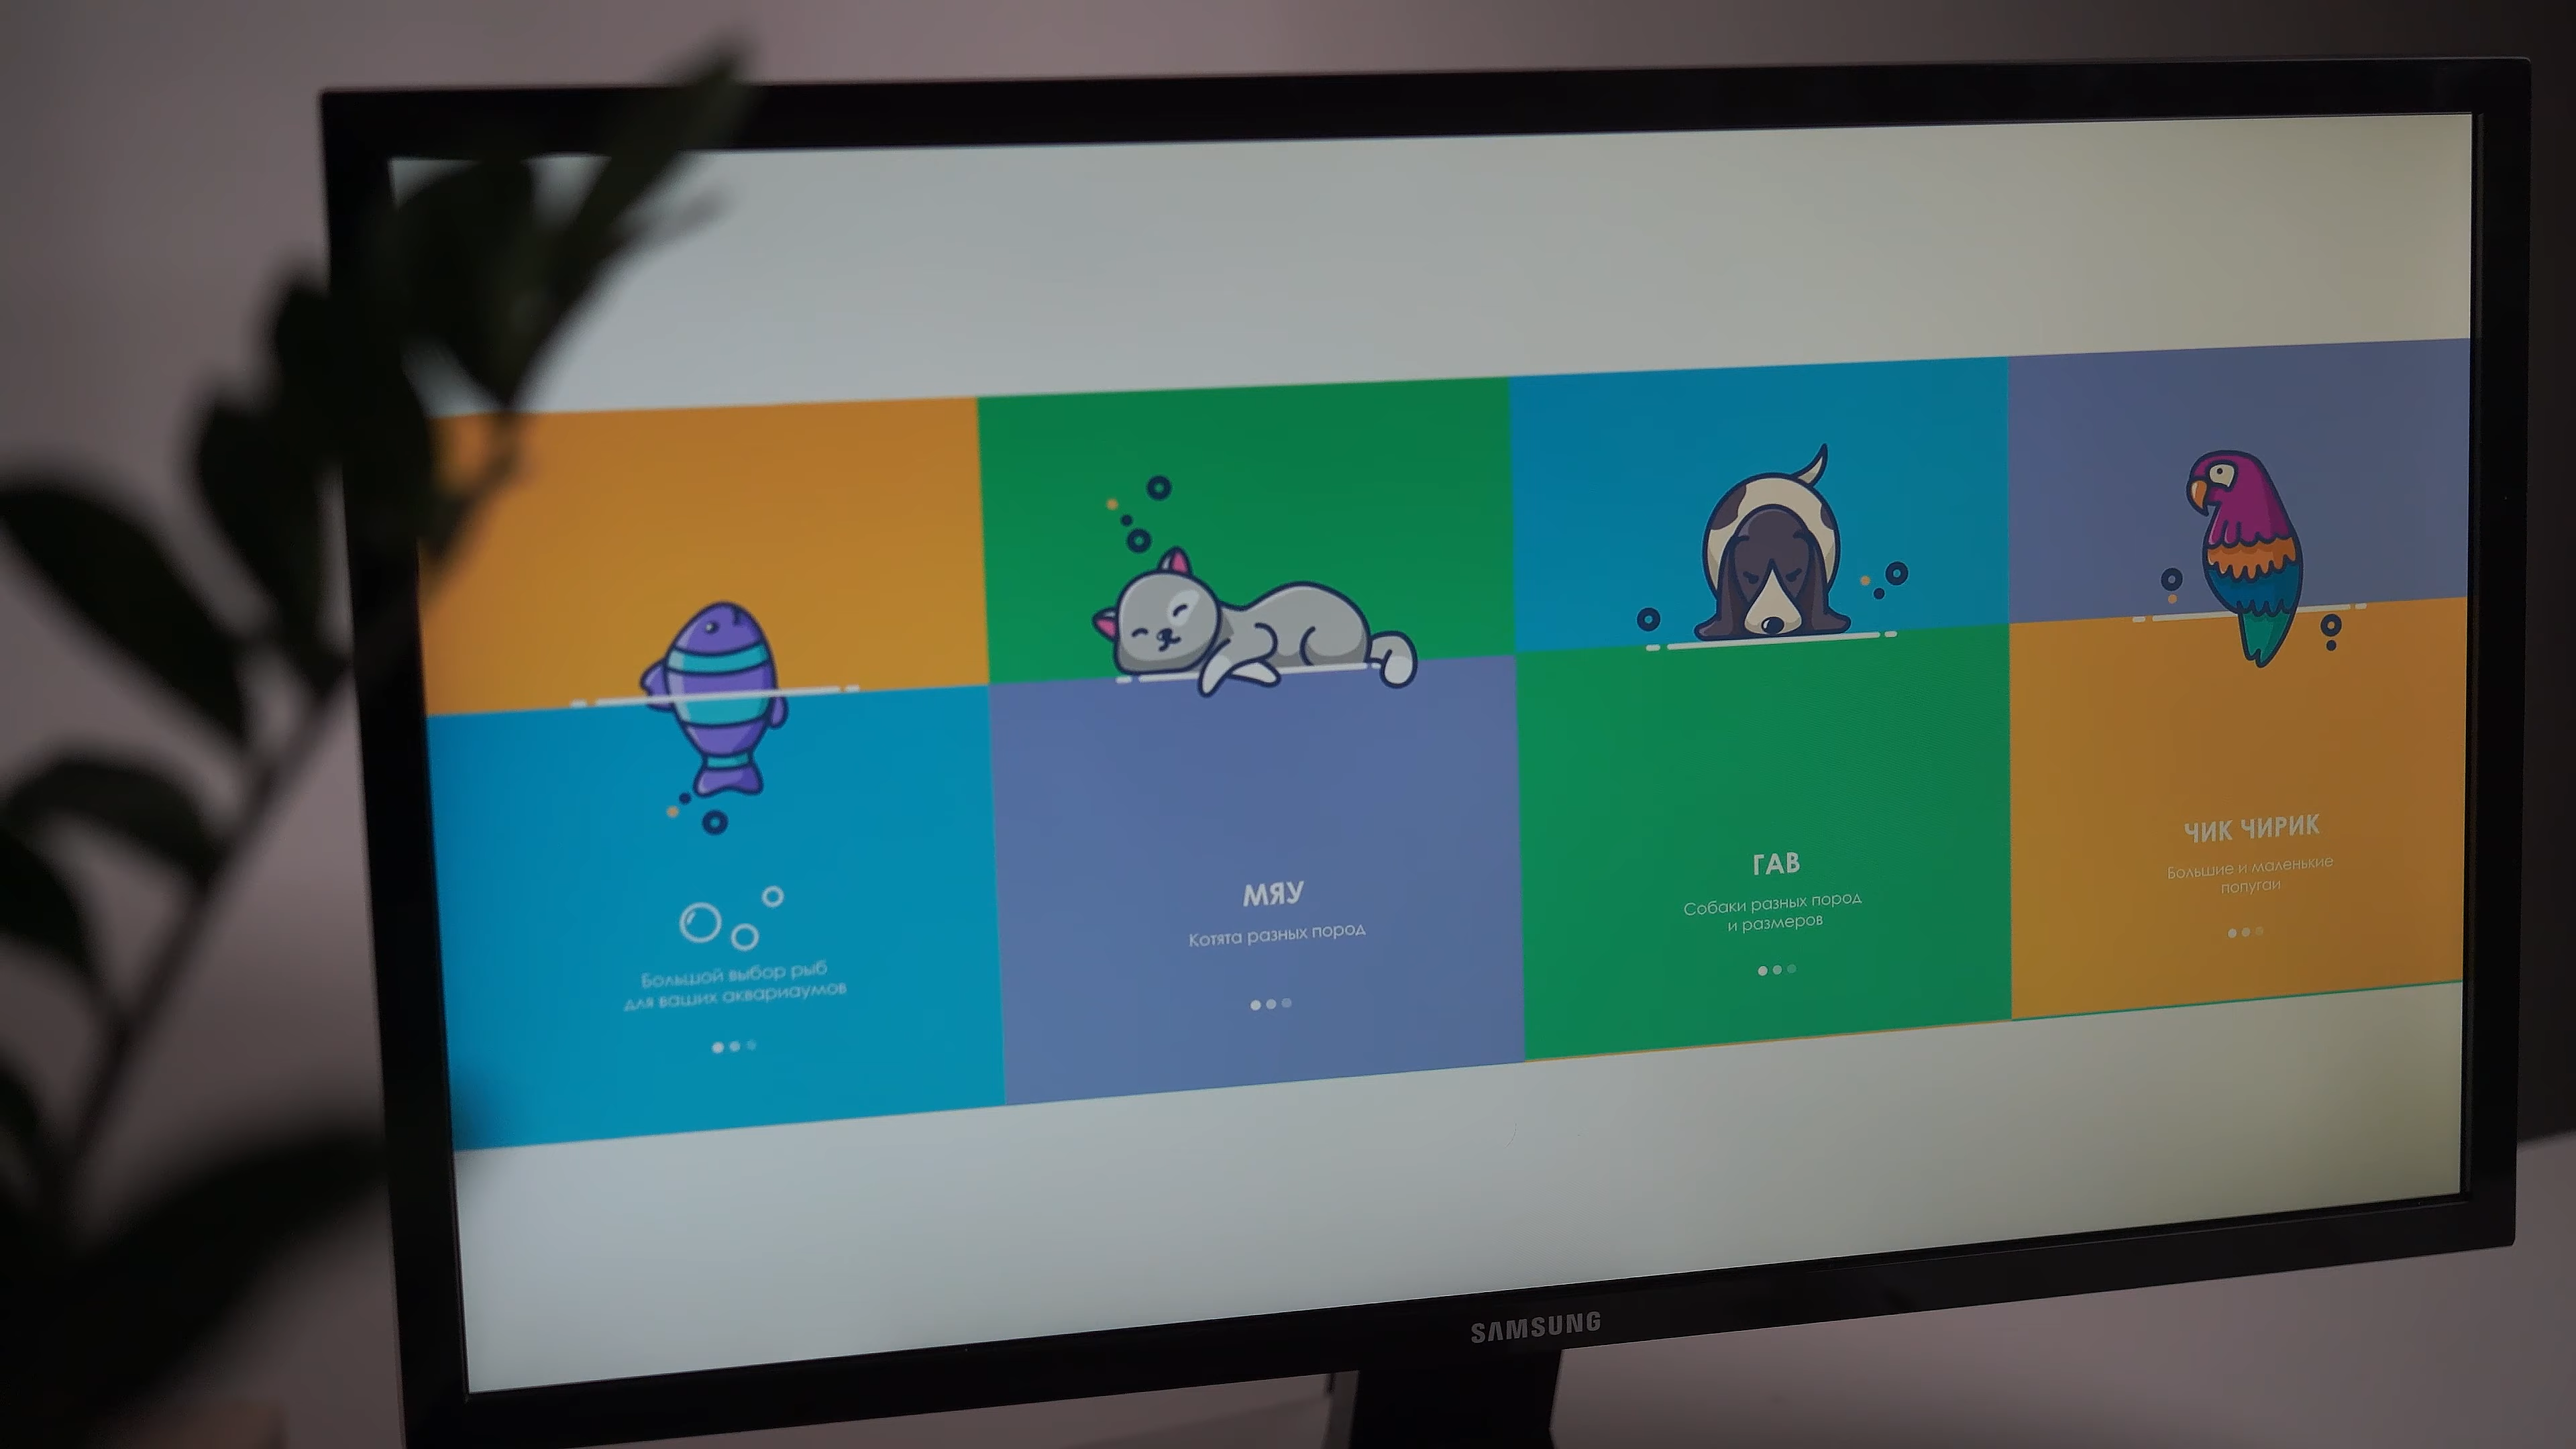 Большой выбор рыб
для ваших аквариаумов
МЯУ
Котята разных пород
ГАВ
Собаки разных пород
и размеров
ЧИК ЧИРИК
Большие и маленькие
попугаи
SAMSUNG